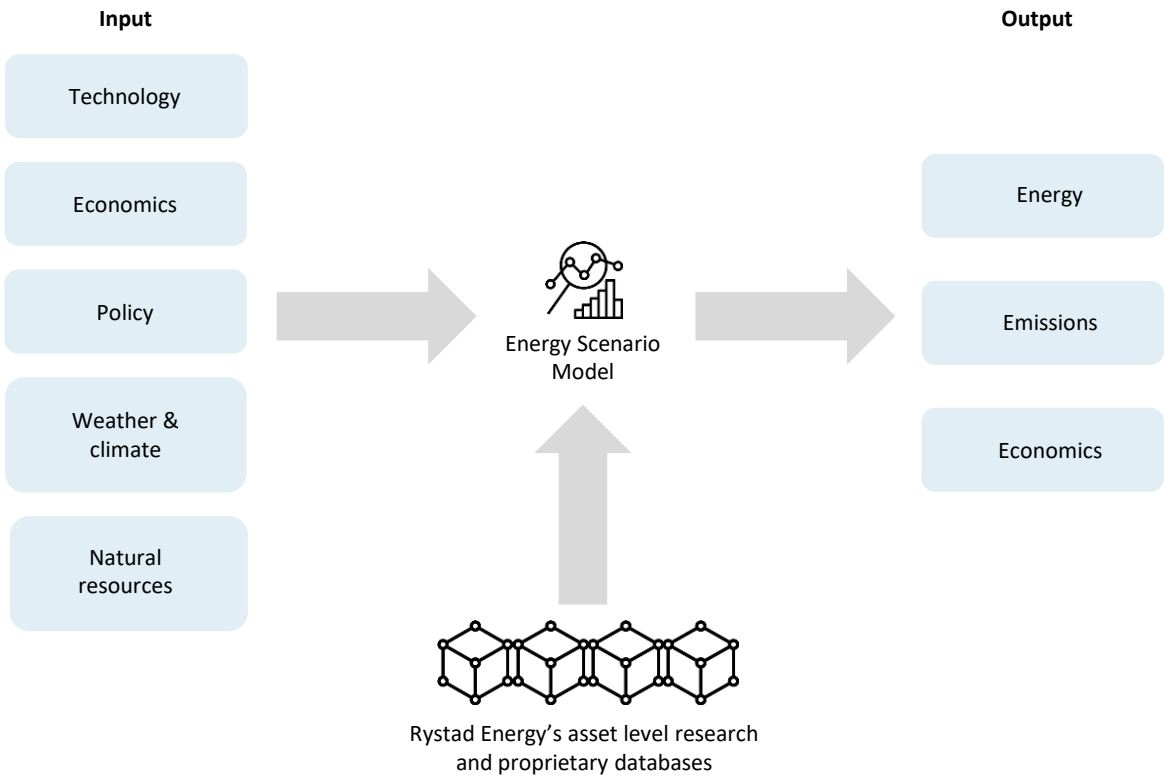 Input
Technology
Economics
Policy
Weather &
climate
Natural
resources
Energy Scenario
Model
Rystad Energy’s asset level research
and proprietary databases
Output
Energy
Emissions
Economics